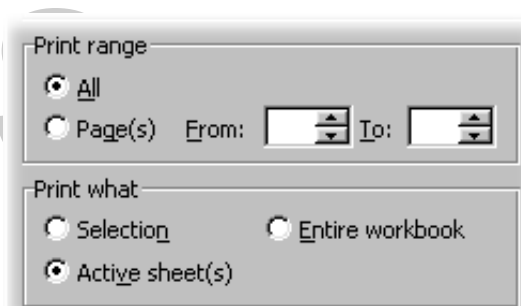 Print range
All
Page(s) From: To:
Print what
Selection Entire workbook
Active sheet(s)